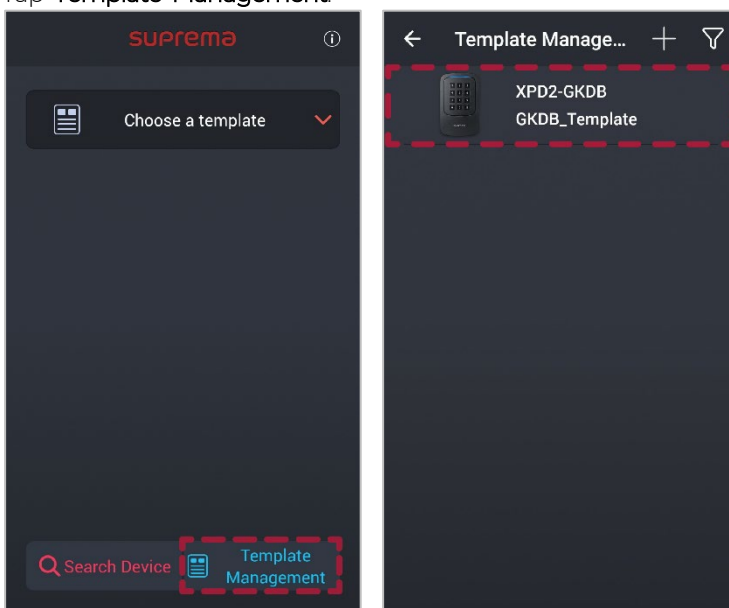 Tap Template Management.
suprema
Choose a template
Search Device
Template
Management
Template Manage...
XPD2-GKDB
GKDB_Template